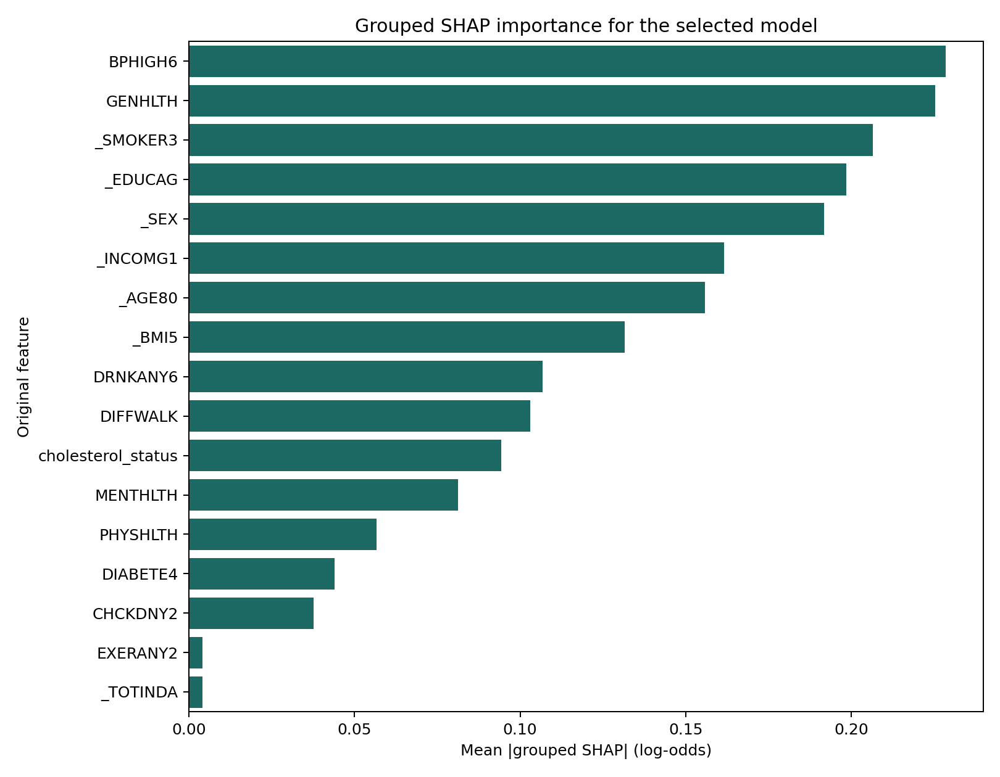 Grouped SHAP importance for the selected model
Original feature
BPHIGH6
GENHLTH
_SMOKER3
_EDUCAG
_SEX
_INCOMG1
_AGE80
_BMI5
DRNKANY6
DIFFWALK
cholesterol_status
MENTHLTH
PHYSHLTH
DIABETE4
CHCKDNY2
EXERANY2
_TOTINDA
0.00 0.05 0.10 0.15 0.20
Mean |grouped SHAP| (log-odds)